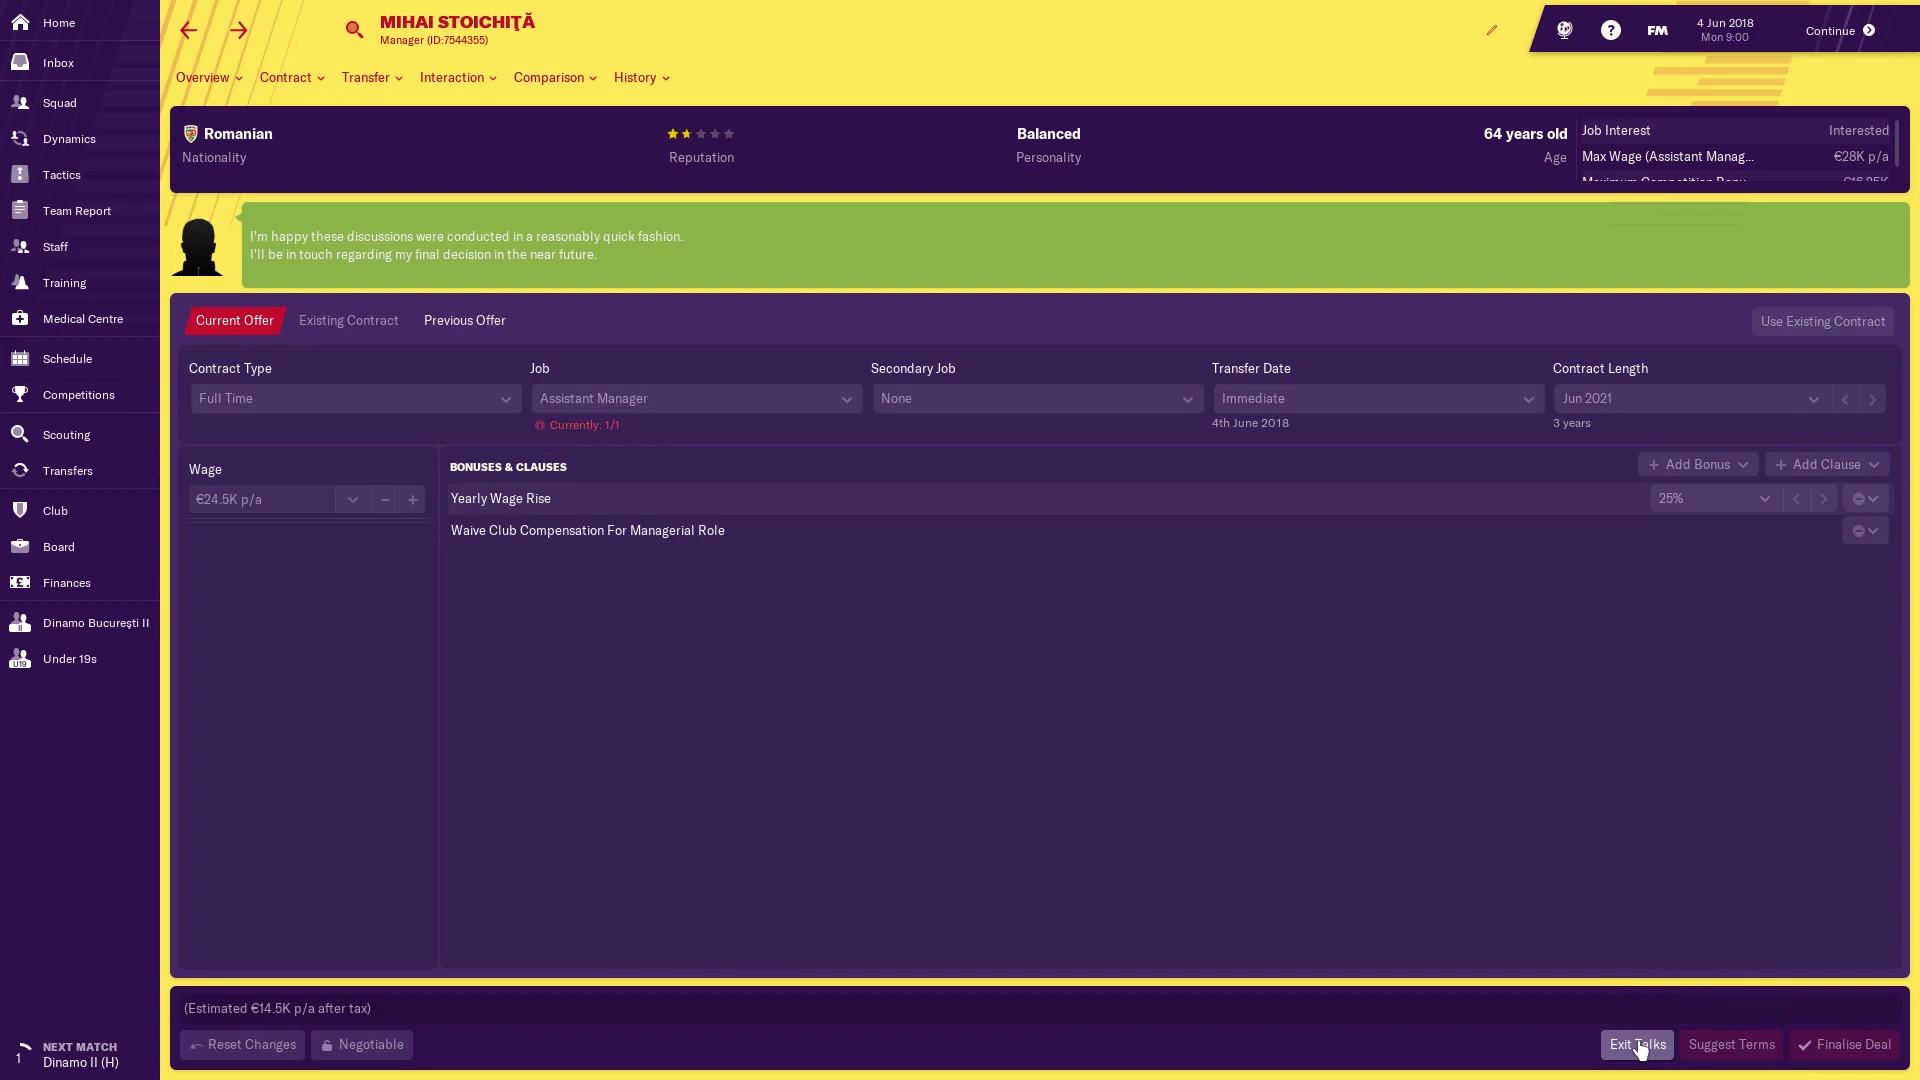 Home
Inbox
Squad
Dynamics
Tactics
Team Report
Staff
Training
Medical Centre
Schedule
Competitions
Scouting
Transfers
Club
Board
Finances
Dinamo Bucureşti II
Under 19s
1 NEXT MATCH
Dinamo II (H)
MIHAI STOICHIŢĂ
Manager (ID:7544355)
FM
4 Jun 2018
Mon 9:00
Continue
Overview Contract Transfer Interaction Comparison History
Romanian
Nationality
Reputation
Balanced
Personality
64 years old
Age
Job Interest Interested
Max Wage (Assistant Manag... €28K p/a
I'm happy these discussions were conducted in a reasonably quick fashion.
I'll be in touch regarding my final decision in the near future.
Current Offer Existing Contract Previous Offer Use Existing Contract
Contract Type Job Secondary Job Transfer Date Contract Length
Full Time Assistant Manager None Immediate Jun 2021
Currently: 1/1 4th June 2018 3 years
Wage
€24.5K p/a
BONUSES & CLAUSES + Add Bonus + Add Clause
Yearly Wage Rise 25%
Waive Club Compensation For Managerial Role
(Estimated €14.5K p/a after tax)
Reset Changes Negotiable Exit Talks Suggest Terms Finalise Deal